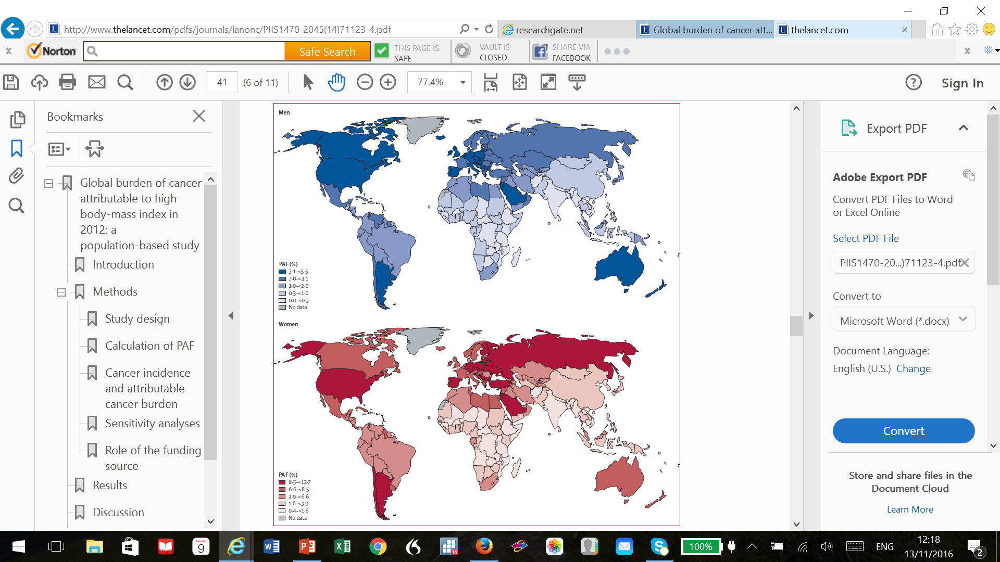 http://www.thelancet.com/pdfs/journals/lanonc/PIIS1470-2045(14)71123-4.pdf
researchgate.net
Global burden of cancer att...
thelancet.com
Norton
Safe Search
THIS PAGE IS
SAFE
VAULT IS
CLOSED
SHARE VIA
FACEBOOK
41
(6 of 11)
77.4%
Sign In
Bookmarks
Global burden of cancer
attributable to high
body-mass index in
2012: a
population-based study
Introduction
Methods
Study design
Calculation of PAF
Cancer incidence
and attributable
cancer burden
Sensitivity analyses
Role of the funding
source
Results
Discussion
Men
PAF (%)
3·1–<5·5
2·0–<3·1
1·0–<2·0
0·3–<1·0
0·0–<0·3
No data
Women
PAF (%)
8·5–<12·7
6·6–<8·5
3·9–<6·6
1·6–<3·9
0·4–<1·6
No data
Export PDF
Adobe Export PDF
Convert PDF Files to Word
or Excel Online
Select PDF File
PIIS1470-20...)71123-4.pdf
Convert to
Microsoft Word (*.docx)
Document Language:
English (U.S.) Change
Convert
Store and share files in the
Document Cloud
Learn More
Tuesday
9
14
100%
ENG
12:18
13/11/2016
2